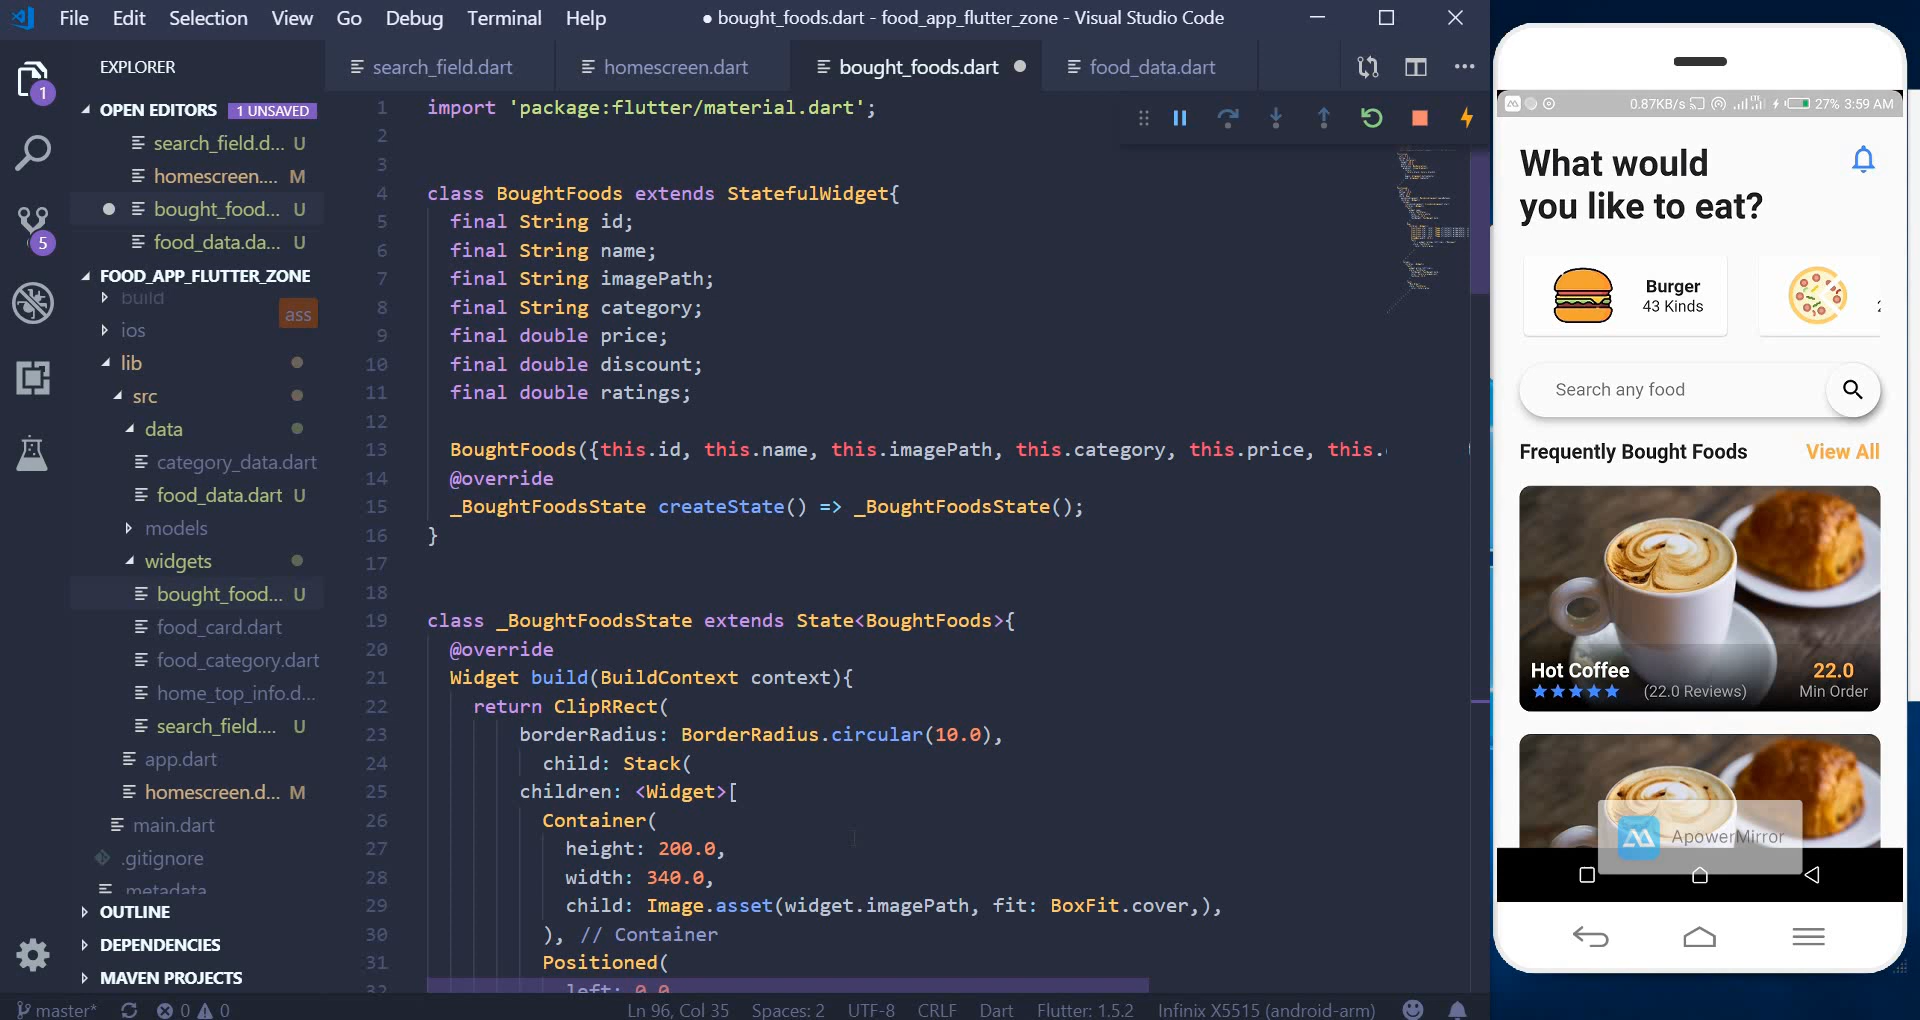 File Edit Selection View Go Debug Terminal Help
● bought_foods.dart - food_app_flutter_zone - Visual Studio Code
EXPLORER
OPEN EDITORS 1 UNSAVED
search_field.d... U
homescreen.... M
bought_food... U
food_data.da... U
FOOD_APP_FLUTTER_ZONE
build
ass
ios
lib
src
data
category_data.dart
food_data.dart U
models
widgets
bought_food... U
food_card.dart
food_category.dart
home_top_info.d...
search_field.... U
app.dart
homescreen.d... M
main.dart
.gitignore
.metadata
OUTLINE
DEPENDENCIES
MAVEN PROJECTS
1
5
search_field.dart homescreen.dart bought_foods.dart food_data.dart
1 import 'package:flutter/material.dart';
2
3
4 class BoughtFoods extends StatefulWidget{
5 final String id;
6 final String name;
7 final String imagePath;
8 final String category;
9 final double price;
10 final double discount;
11 final double ratings;
12
13 BoughtFoods({this.id, this.name, this.imagePath, this.category, this.price, this.
14 @override
15 _BoughtFoodsState createState() => _BoughtFoodsState();
16 }
17
18
19 class _BoughtFoodsState extends State<BoughtFoods>{
20 @override
21 Widget build(BuildContext context){
22 return ClipRRect(
23 borderRadius: BorderRadius.circular(10.0),
24 child: Stack(
25 children: <Widget>[
26 Container(
27 height: 200.0,
28 width: 340.0,
29 child: Image.asset(widget.imagePath, fit: BoxFit.cover,),
30 ), // Container
31 Positioned(
32 left: 0.0
master* 0 0 Ln 96, Col 35 Spaces: 2 UTF-8 CRLF Dart Flutter: 1.5.2 Infinix X5515 (android-arm)
0.87KB/s 27% 3:59 AM
What would
you like to eat?
Burger
43 Kinds
Search any food
Frequently Bought Foods View All
Hot Coffee 22.0
(22.0 Reviews) Min Order
ApowerMirror